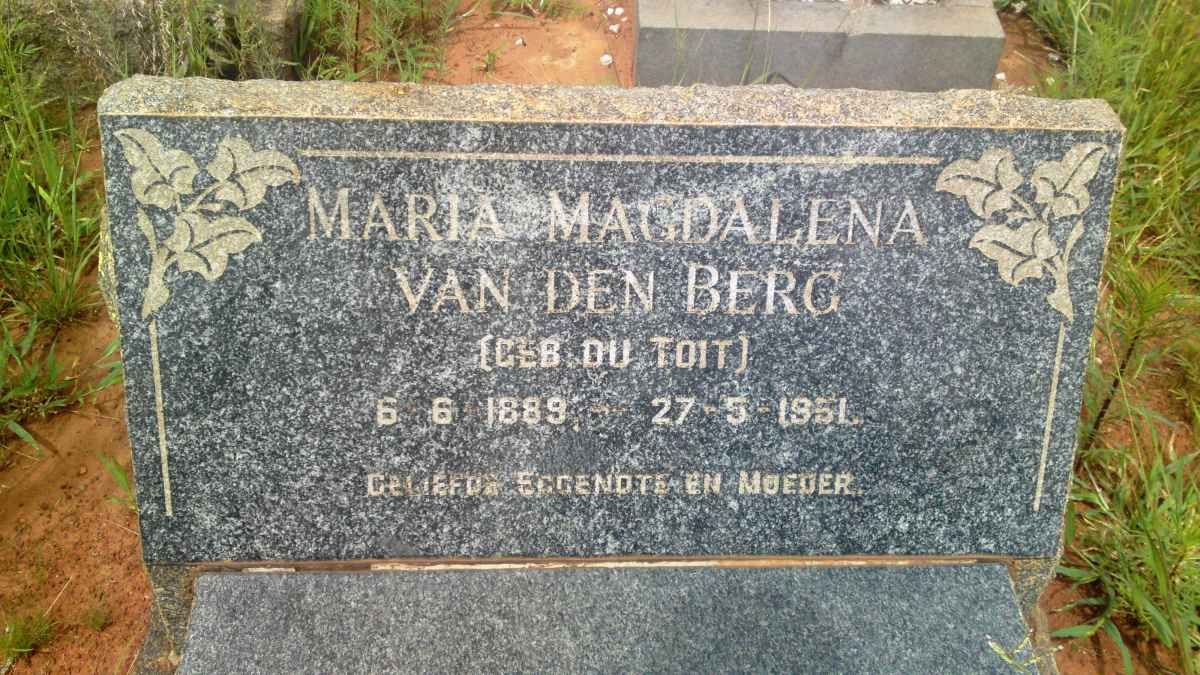 MARIA MAGDALENA
VAN DEN BERG
(GEB. DU TOIT)
6-6-1889. — 27-5-1951.
GELIEFDE EGGENOTE EN MOEDER.